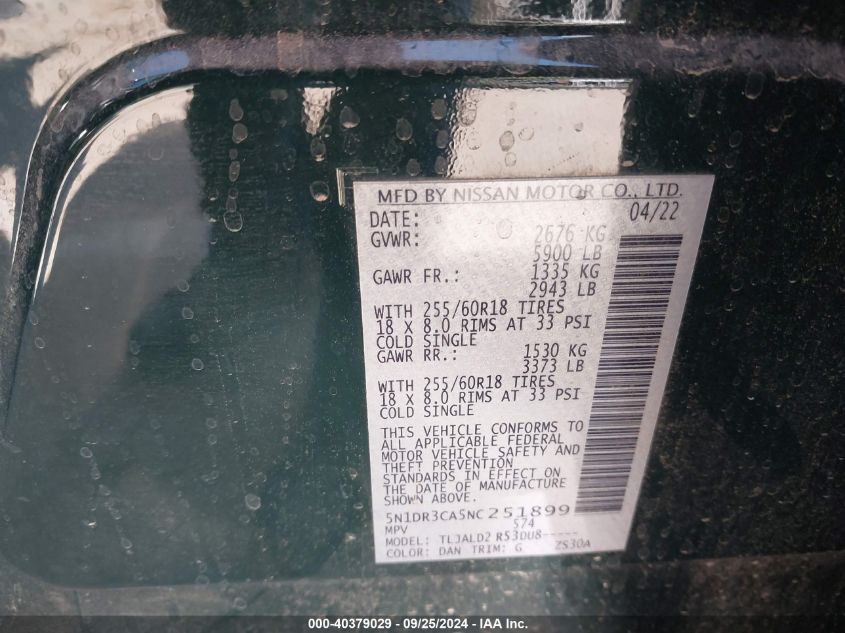 MFD BY NISSAN MOTOR CO., LTD.
DATE: 04/22
GVWR: 2676 KG
5900 LB
GAWR FR.: 1335 KG
2943 LB
WITH 255/60R18 TIRES
18 X 8.0 RIMS AT 33 PSI
COLD SINGLE
GAWR RR.: 1530 KG
3373 LB
WITH 255/60R18 TIRES
18 X 8.0 RIMS AT 33 PSI
COLD SINGLE
THIS VEHICLE CONFORMS TO
ALL APPLICABLE FEDERAL
MOTOR VEHICLE SAFETY AND
THEFT PREVENTION
STANDARDS IN EFFECT ON
THE DATE OF MANUFACTURE
SHOWN ABOVE.
5N1DR3CA5NC251899
MPV 574
MODEL: TLJALD2 R53DU8-----
COLOR: DAN TRIM: G ZS30A
000-40379029 - 09/25/2024 - IAA Inc.